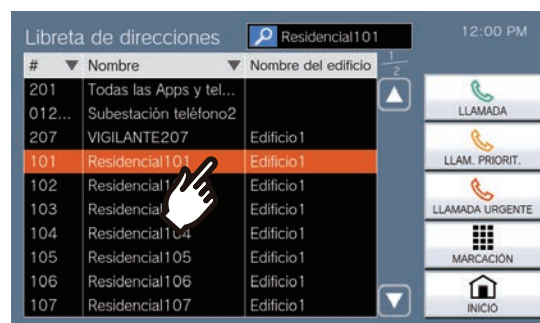 Libreta de direcciones
Residencial101
12:00 PM
# Nombre Nombre del edificio
1/2
201 Todas las Apps y tel...
012... Subestación teléfono2
207 VIGILANTE207 Edificio1
101 Residencial101 Edificio1
102 Edificio1
103 Edificio1
104 Residencial104 Edificio1
105 Residencial105 Edificio1
106 Residencial106 Edificio1
107 Residencial107 Edificio1
LLAMADA
LLAM. PRIORIT.
LLAMADA URGENTE
MARCACIÓN
INICIO